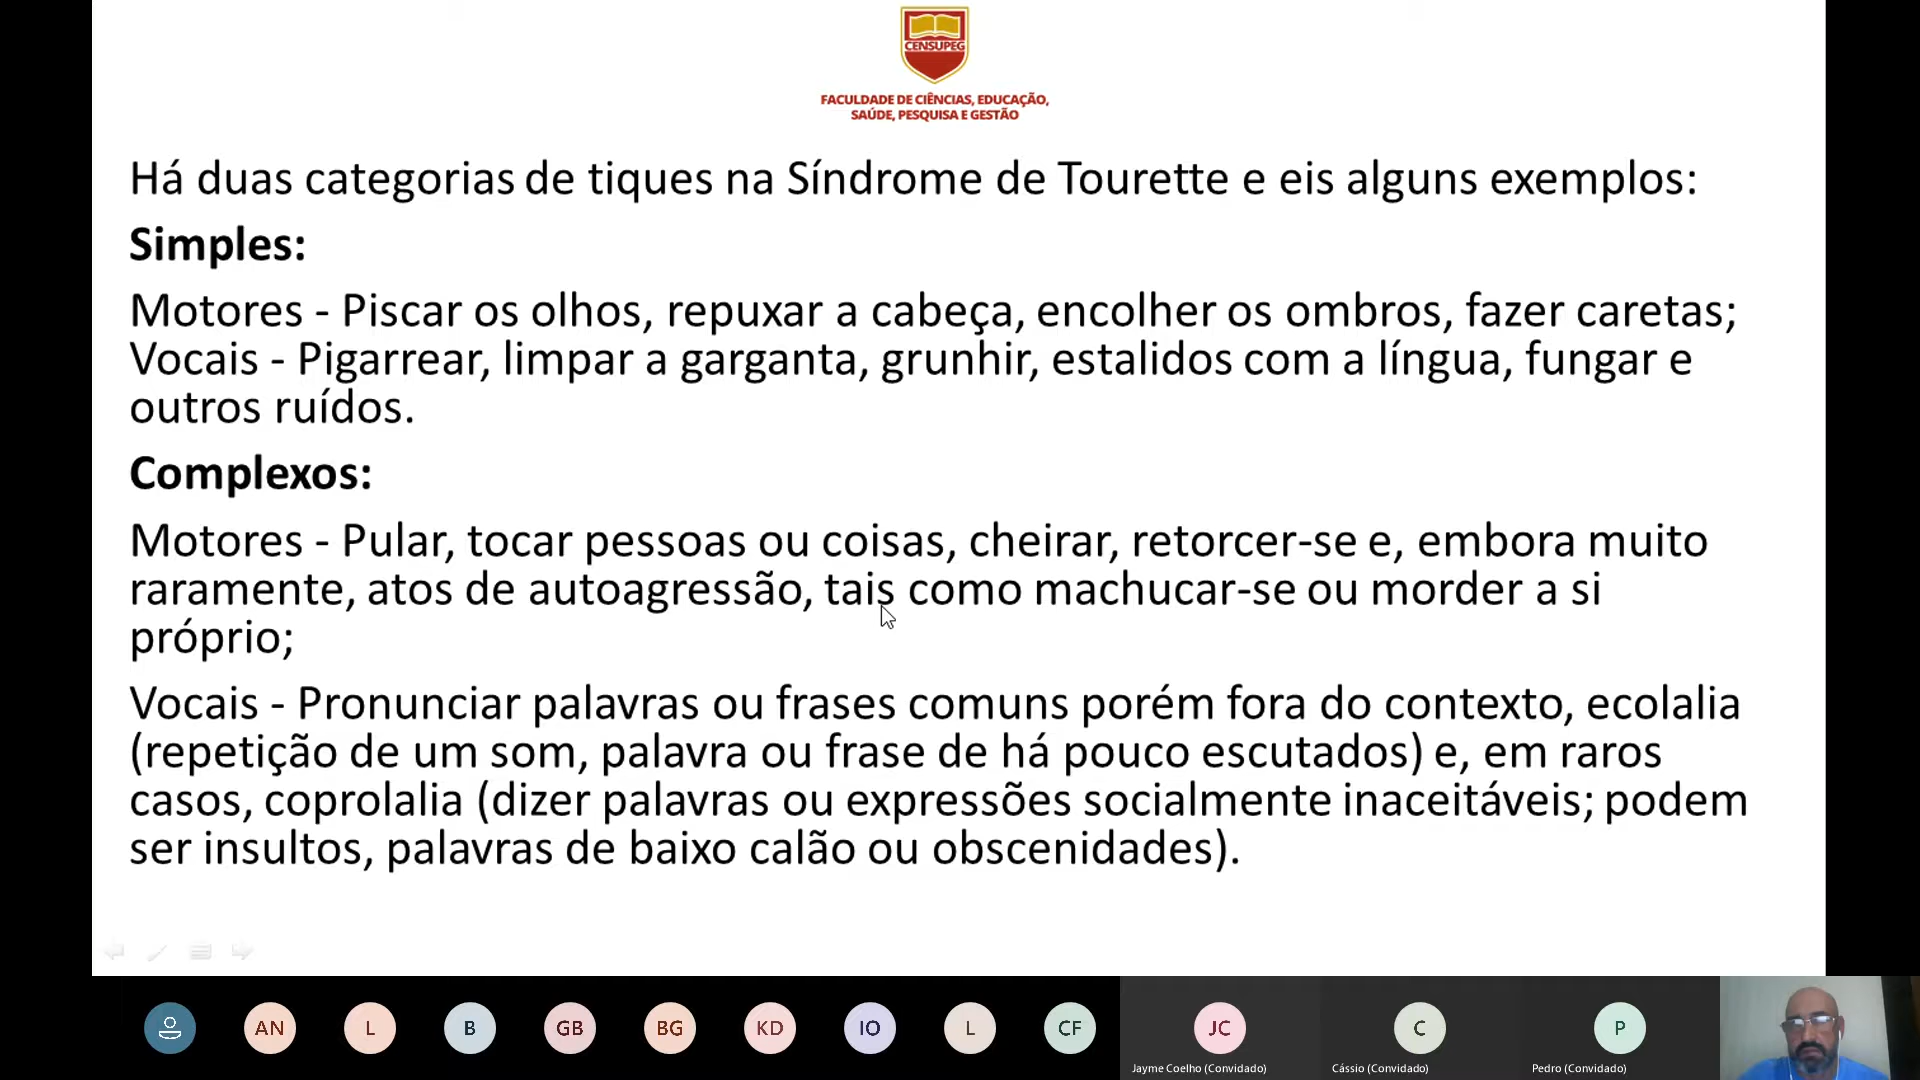 CENSUPEG
FACULDADE DE CIÊNCIAS, EDUCAÇÃO,
SAÚDE, PESQUISA E GESTÃO
Há duas categorias de tiques na Síndrome de Tourette e eis alguns exemplos:
Simples:
Motores - Piscar os olhos, repuxar a cabeça, encolher os ombros, fazer caretas;
Vocais - Pigarrear, limpar a garganta, grunhir, estalidos com a língua, fungar e
outros ruídos.
Complexos:
Motores - Pular, tocar pessoas ou coisas, cheirar, retorcer-se e, embora muito
raramente, atos de autoagressão, tais como machucar-se ou morder a si
próprio;
Vocais - Pronunciar palavras ou frases comuns porém fora do contexto, ecolalia
(repetição de um som, palavra ou frase de há pouco escutados) e, em raros
casos, coprolalia (dizer palavras ou expressões socialmente inaceitáveis; podem
ser insultos, palavras de baixo calão ou obscenidades).
AN L B GB BG KD IO L CF JC C P
Jayme Coelho (Convidado) Cássio (Convidado) Pedro (Convidado)